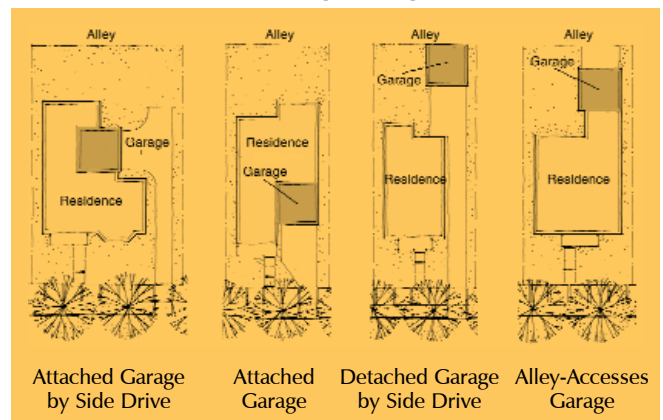 Alley Alley Alley Alley
Garage
Garage
Garage
Residence
Garage
Residence
Residence
Residence
Attached Garage
by Side Drive
Attached
Garage
Detached Garage
by Side Drive
Alley-Accesses
Garage